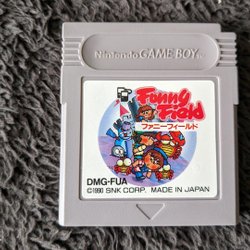 Nintendo GAME BOY
Funny
Field
ファニーフィールド
DMG-FUA
©1990 SNK CORP. MADE IN JAPAN